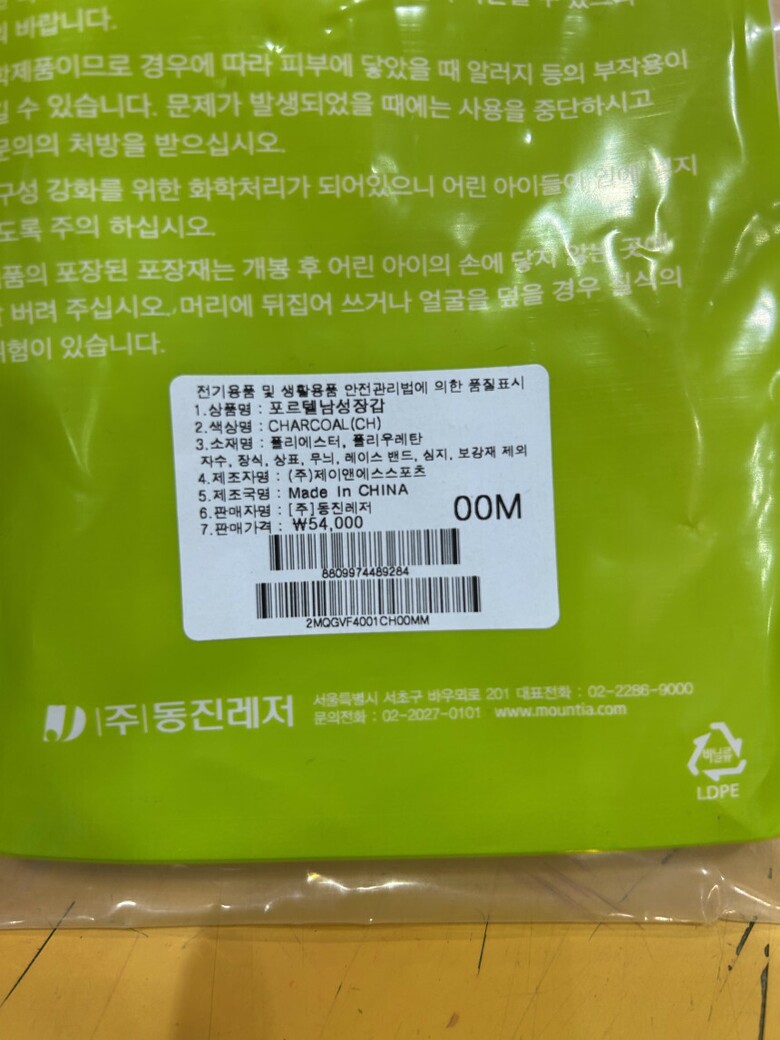 바랍니다.
제품이므로 경우에 따라 피부에 닿았을 때 알러지 등의 부작용이
수 있습니다. 문제가 발생되었을 때에는 사용을 중단하시고
문의의 처방을 받으십시오.
구성 강화를 위한 화학처리가 되어있으니 어린 아이들이 입에
도록 주의 하십시오.
품의 포장된 포장재는 개봉 후 어린 아이의 손에 닿지 않는 곳에
버려 주십시오. 머리에 뒤집어 쓰거나 얼굴을 덮을 경우 질식의
위험이 있습니다.
전기용품 및 생활용품 안전관리법에 의한 품질표시
1.상품명 : 포르텔남성장갑
2.색상명 : CHARCOAL(CH)
3.소재명 : 폴리에스터, 폴리우레탄
자수, 장식, 상표, 무늬, 레이스 밴드, 심지, 보강재 제외
4.제조자명 : (주)제이앤에스스포츠
5.제조국명 : Made In CHINA
6.판매자명 : [주]동진레저
7.판매가격 : ₩54,000
00M
8809974489284
2MQGVF4001CH00MM
|주|동진레저
서울특별시 서초구 바우뫼로 201 대표전화 : 02-2286-9000
문의전화 : 02-2027-0101 www.mountia.com
비닐류
LDPE